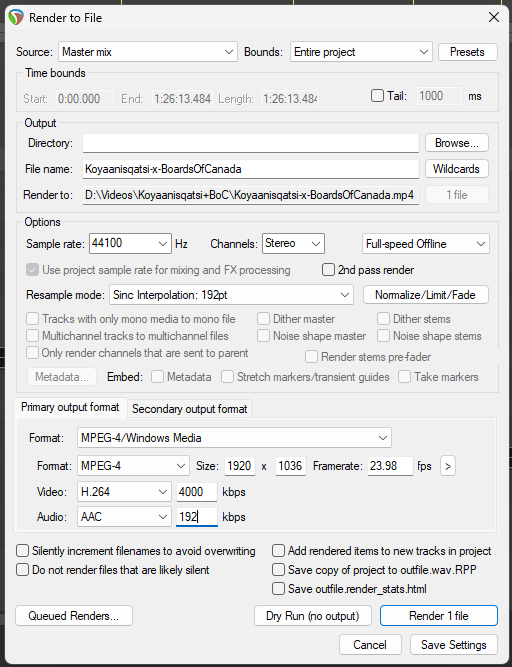 Render to File
Source: Master mix Bounds: Entire project Presets
Time bounds
Start: 0:00.000 End: 1:26:13.484 Length: 1:26:13.484 Tail: 1000 ms
Output
Directory: Browse...
File name: Koyaanisqatsi-x-BoardsOfCanada Wildcards
Render to: D:\Videos\Koyaanisqatsi+BoC\Koyaanisqatsi-x-BoardsOfCanada.mp4 1 file
Options
Sample rate: 44100 Hz Channels: Stereo Full-speed Offline
Use project sample rate for mixing and FX processing 2nd pass render
Resample mode: Sinc Interpolation: 192pt Normalize/Limit/Fade
Tracks with only mono media to mono file Dither master Dither stems
Multichannel tracks to multichannel files Noise shape master Noise shape stems
Only render channels that are sent to parent Render stems pre-fader
Metadata... Embed: Metadata Stretch markers/transient guides Take markers
Primary output format Secondary output format
Format: MPEG-4/Windows Media
Format: MPEG-4 Size: 1920 x 1036 Framerate: 23.98 fps >
Video: H.264 4000 kbps
Audio: AAC 192 kbps
Silently increment filenames to avoid overwriting Add rendered items to new tracks in project
Do not render files that are likely silent Save copy of project to outfile.wav.RPP
Save outfile.render_stats.html
Queued Renders... Dry Run (no output) Render 1 file
Cancel Save Settings